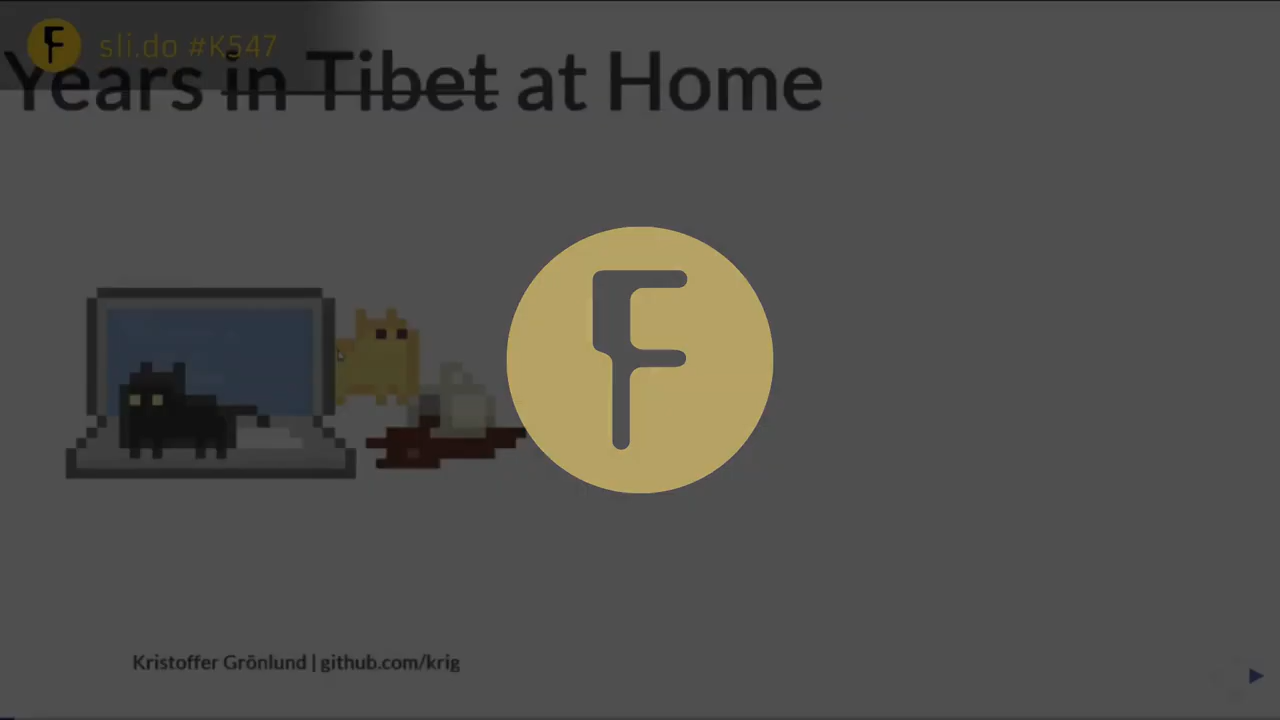 sli.do #K547
Years in Tibet at Home
F
Kristoffer Grönlund | github.com/krig